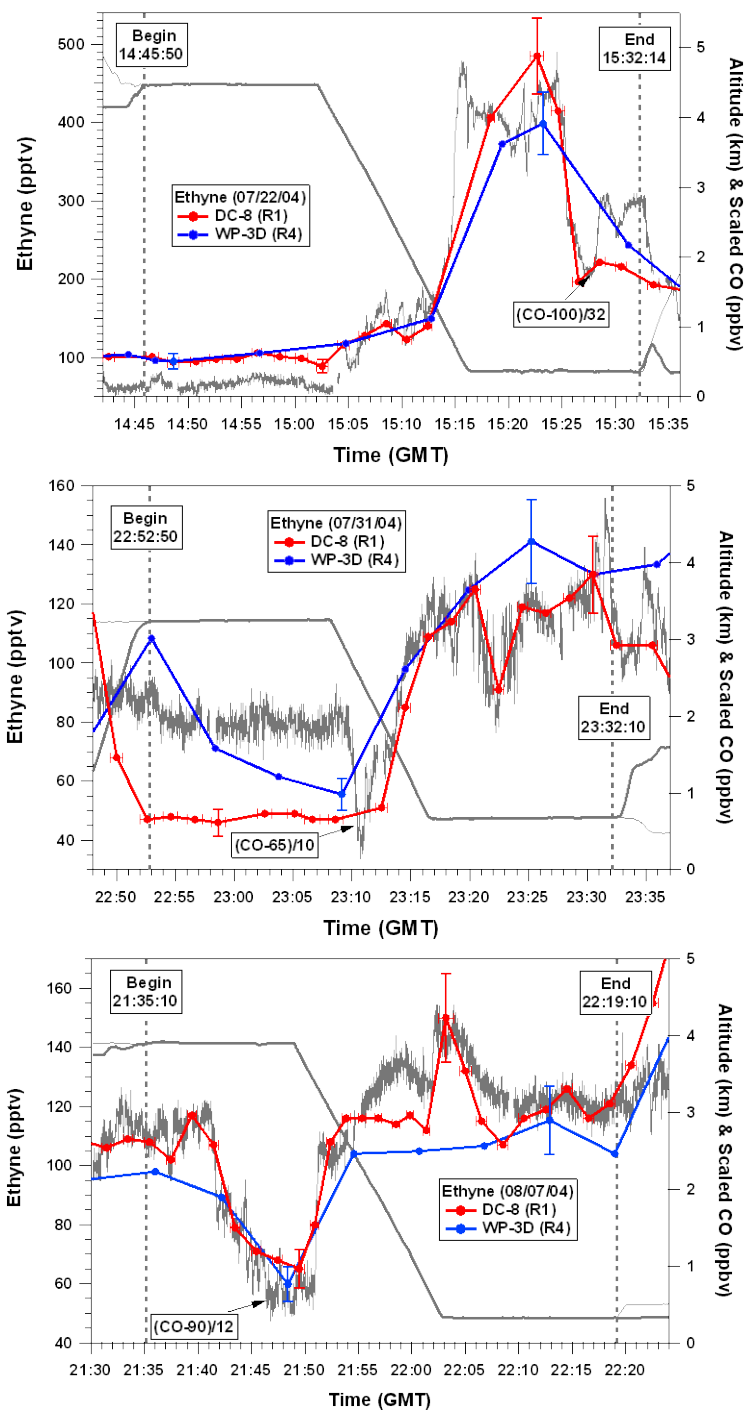 Begin
14:45:50
End
15:32:14
Ethyne (07/22/04)
DC-8 (R1)
WP-3D (R4)
(CO-100)/32
500
400
300
200
100
5
4
3
2
1
0
Ethyne (pptv)
Altitude (km) & Scaled CO (ppbv)
14:45 14:50 14:55 15:00 15:05 15:10 15:15 15:20 15:25 15:30 15:35
Time (GMT)
160
140
120
100
80
60
40
5
4
3
2
1
0
Begin
22:52:50
Ethyne (07/31/04)
DC-8 (R1)
WP-3D (R4)
End
23:32:10
(CO-65)/10
Ethyne (pptv)
Altitude (km) & Scaled CO (ppbv)
22:50 22:55 23:00 23:05 23:10 23:15 23:20 23:25 23:30 23:35
Time (GMT)
160
140
120
100
80
60
40
5
4
3
2
1
0
Begin
21:35:10
End
22:19:10
Ethyne (08/07/04)
DC-8 (R1)
WP-3D (R4)
(CO-90)/12
Ethyne (pptv)
Altitude (km) & Scaled CO (ppbv)
21:30 21:35 21:40 21:45 21:50 21:55 22:00 22:05 22:10 22:15 22:20
Time (GMT)